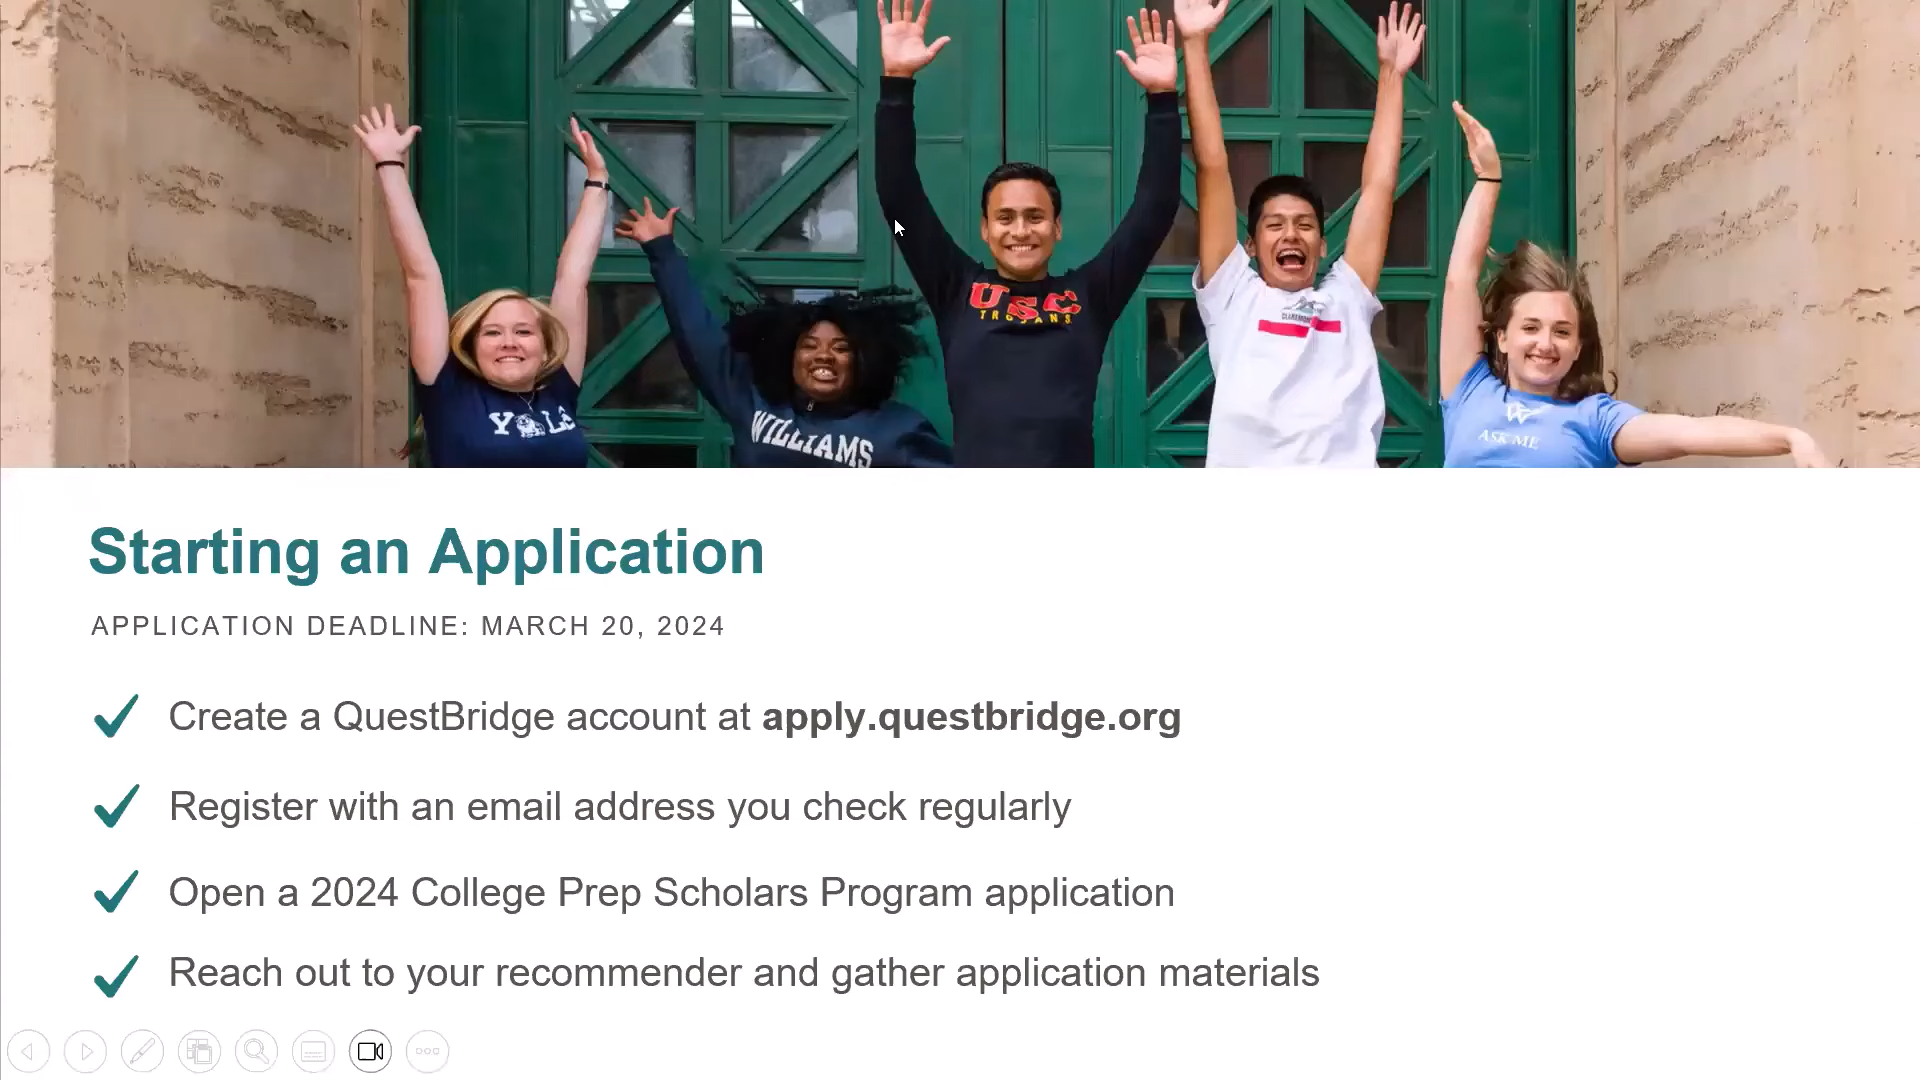 USC
TROJANS
YALE
WILLIAMS
ASK ME
Starting an Application
APPLICATION DEADLINE: MARCH 20, 2024
Create a QuestBridge account at apply.questbridge.org
Register with an email address you check regularly
Open a 2024 College Prep Scholars Program application
Reach out to your recommender and gather application materials